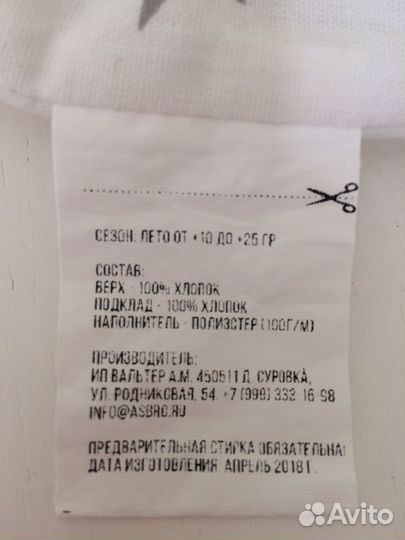 СЕЗОН: ЛЕТО ОТ +10 ДО +25 ГР
СОСТАВ:
ВЕРХ - 100% ХЛОПОК
ПОДКЛАД - 100% ХЛОПОК
НАПОЛНИТЕЛЬ - ПОЛИЭСТЕР (100Г/М)
ПРОИЗВОДИТЕЛЬ:
ИП ВАЛЬТЕР А.М. 450511 Д. СУРОВКА,
УЛ. РОДНИКОВАЯ, 54. +7 (999) 333-16-98
INFO@ASBRO.RU
ПРЕДВАРИТЕЛЬНАЯ СТИРКА ОБЯЗАТЕЛЬНА!
ДАТА ИЗГОТОВЛЕНИЯ АПРЕЛЬ 2018 Г.
Avito